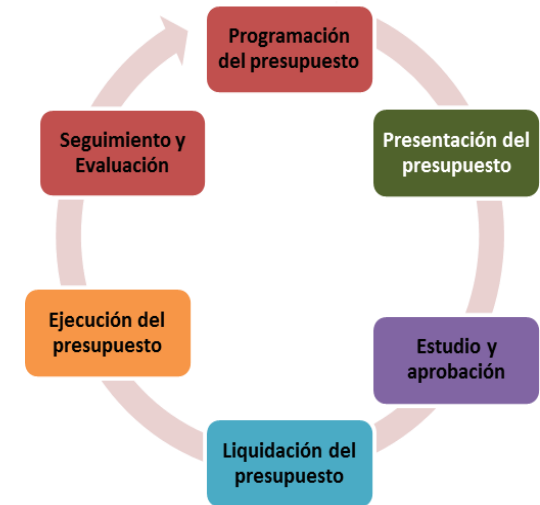 Programación
del presupuesto
Presentación del
presupuesto
Estudio y
aprobación
Liquidación del
presupuesto
Ejecución del
presupuesto
Seguimiento y
Evaluación